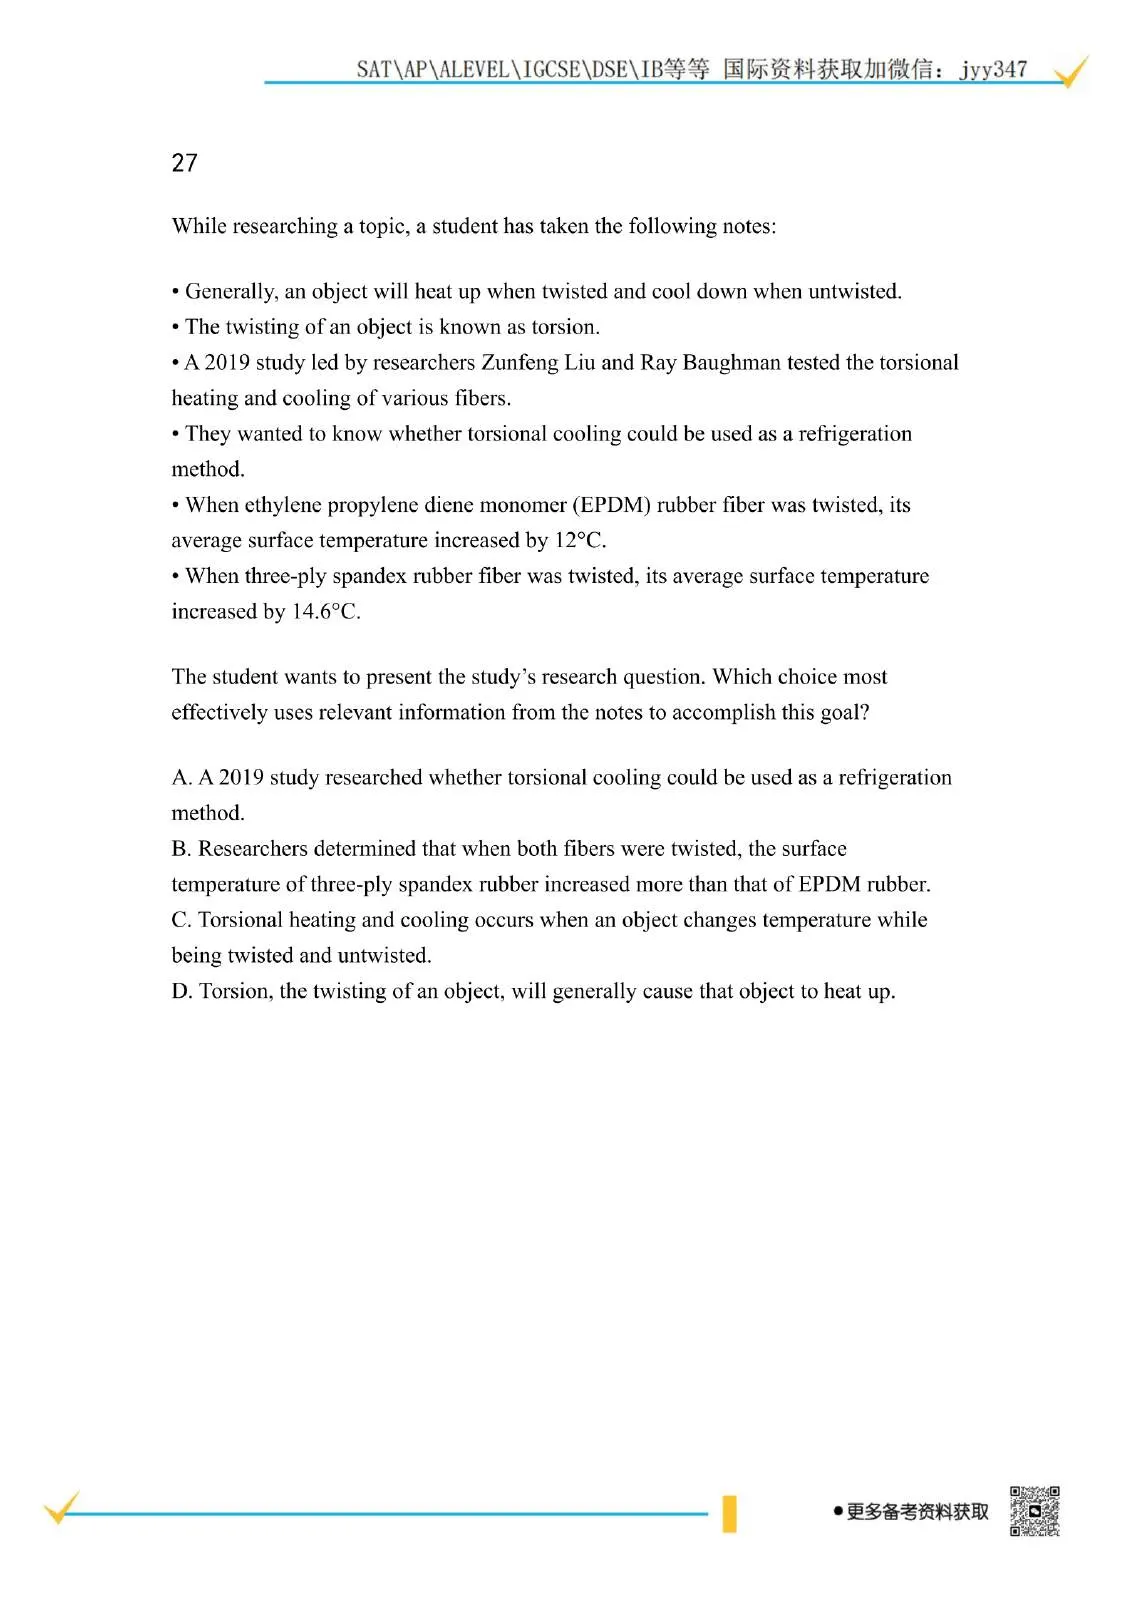 SAT\AP\ALEVEL\IGCSE\DSE\IB等等 国际资料获取加微信：jyy347
27
While researching a topic, a student has taken the following notes:
• Generally, an object will heat up when twisted and cool down when untwisted.
• The twisting of an object is known as torsion.
• A 2019 study led by researchers Zunfeng Liu and Ray Baughman tested the torsional
heating and cooling of various fibers.
• They wanted to know whether torsional cooling could be used as a refrigeration
method.
• When ethylene propylene diene monomer (EPDM) rubber fiber was twisted, its
average surface temperature increased by 12°C.
• When three-ply spandex rubber fiber was twisted, its average surface temperature
increased by 14.6°C.
The student wants to present the study’s research question. Which choice most
effectively uses relevant information from the notes to accomplish this goal?
A. A 2019 study researched whether torsional cooling could be used as a refrigeration
method.
B. Researchers determined that when both fibers were twisted, the surface
temperature of three-ply spandex rubber increased more than that of EPDM rubber.
C. Torsional heating and cooling occurs when an object changes temperature while
being twisted and untwisted.
D. Torsion, the twisting of an object, will generally cause that object to heat up.
●更多备考资料获取